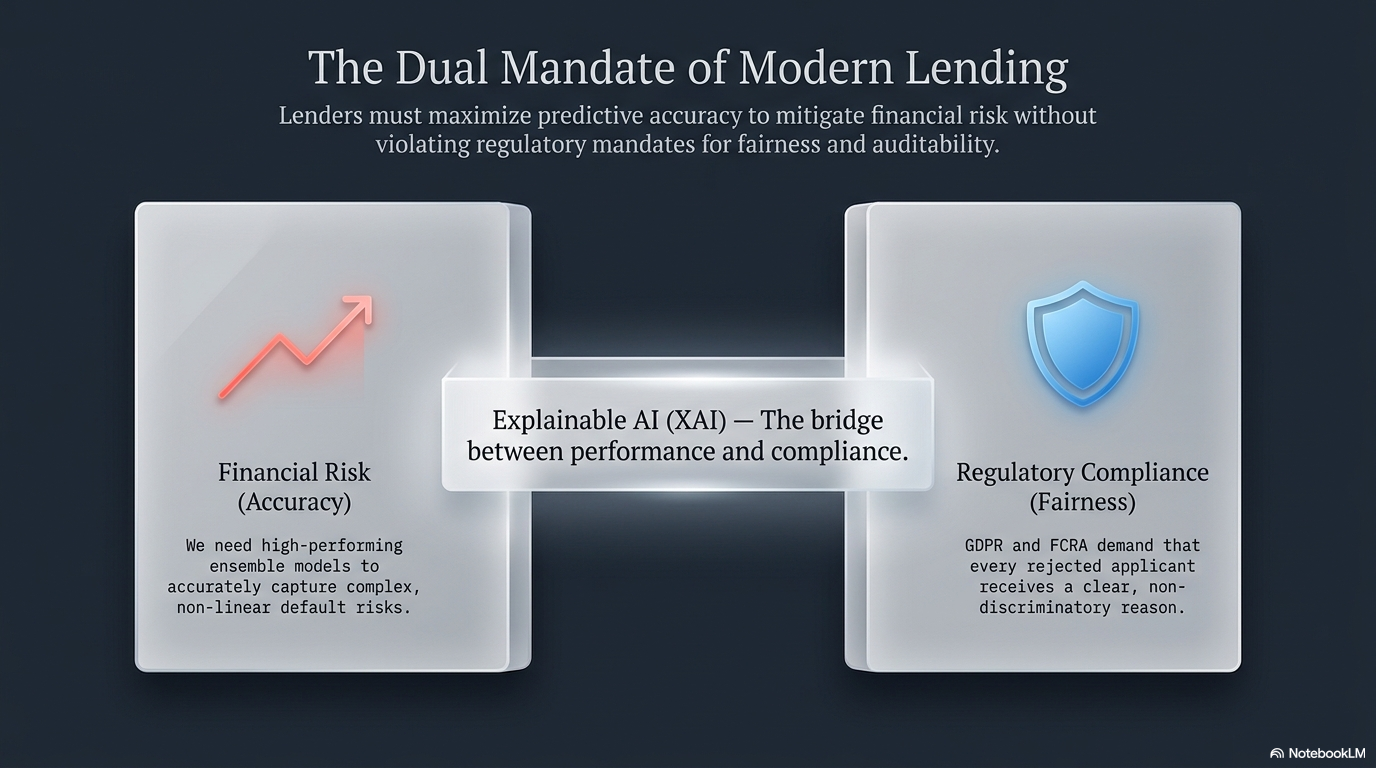 The Dual Mandate of Modern Lending
Lenders must maximize predictive accuracy to mitigate financial risk without
violating regulatory mandates for fairness and auditability.
Explainable AI (XAI) — The bridge
between performance and compliance.
Financial Risk
(Accuracy)
We need high-performing
ensemble models to
accurately capture complex,
non-linear default risks.
Regulatory Compliance
(Fairness)
GDPR and FCRA demand that
every rejected applicant
receives a clear, non-
discriminatory reason.
NotebookLM